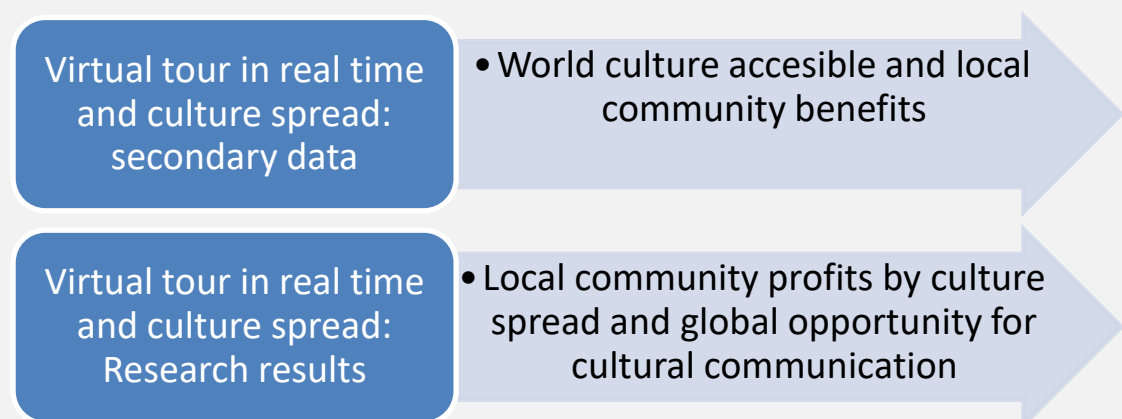 Virtual tour in real time
and culture spread:
secondary data
•World culture accesible and local
community benefits
Virtual tour in real time
and culture spread:
Research results
•Local community profits by culture
spread and global opportunity for
cultural communication